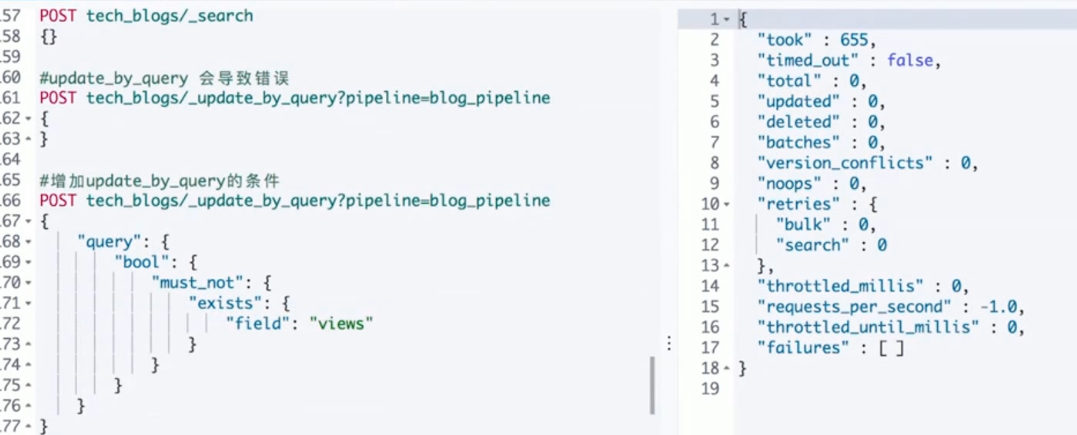 157 POST tech_blogs/_search
158 {}
159
160 #update_by_query 会导致错误
161 POST tech_blogs/_update_by_query?pipeline=blog_pipeline
162 {
163 }
164
165 #增加update_by_query的条件
166 POST tech_blogs/_update_by_query?pipeline=blog_pipeline
167 {
168 "query": {
169 "bool": {
170 "must_not": {
171 "exists": {
172 "field": "views"
173 }
174 }
175 }
176 }
177 }
1 {
2 "took" : 655,
3 "timed_out" : false,
4 "total" : 0,
5 "updated" : 0,
6 "deleted" : 0,
7 "batches" : 0,
8 "version_conflicts" : 0,
9 "noops" : 0,
10 "retries" : {
11 "bulk" : 0,
12 "search" : 0
13 },
14 "throttled_millis" : 0,
15 "requests_per_second" : -1.0,
16 "throttled_until_millis" : 0,
17 "failures" : [ ]
18 }
19